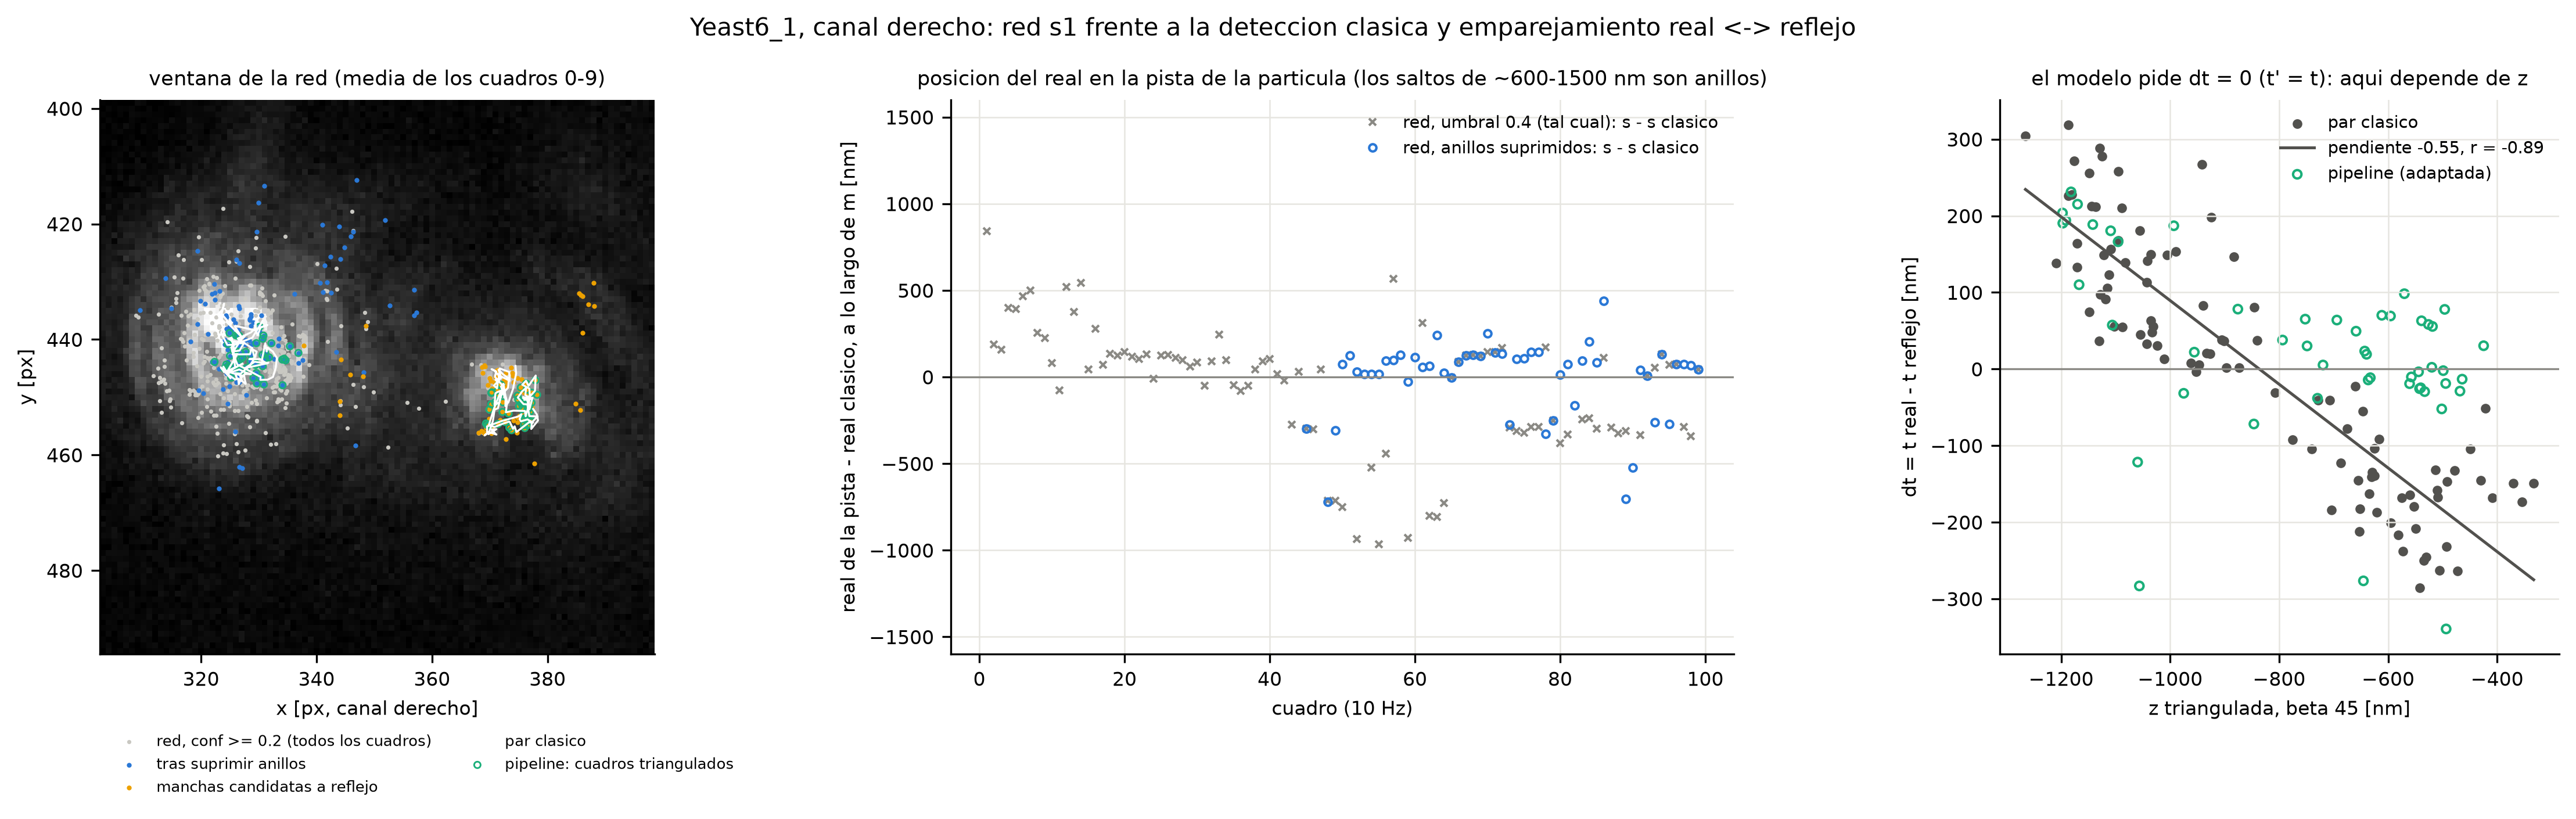 Yeast6_1, canal derecho: red s1 frente a la deteccion clasica y emparejamiento real <-> reflejo
ventana de la red (media de los cuadros 0-9)
400
420
440
460
480
y [px]
320
340
360
380
x [px, canal derecho]
red, conf >= 0.2 (todos los cuadros)
tras suprimir anillos
manchas candidatas a reflejo
par clasico
pipeline: cuadros triangulados
posicion del real en la pista de la particula (los saltos de ~600-1500 nm son anillos)
real de la pista - real clasico, a lo largo de m [nm]
1500
1000
500
0
−500
−1000
−1500
red, umbral 0.4 (tal cual): s - s clasico
red, anillos suprimidos: s - s clasico
0
20
40
60
80
100
cuadro (10 Hz)
el modelo pide dt = 0 (t' = t): aqui depende de z
dt = t real - t reflejo [nm]
300
200
100
0
−100
−200
−300
par clasico
pendiente -0.55, r = -0.89
pipeline (adaptada)
−1200
−1000
−800
−600
−400
z triangulada, beta 45 [nm]